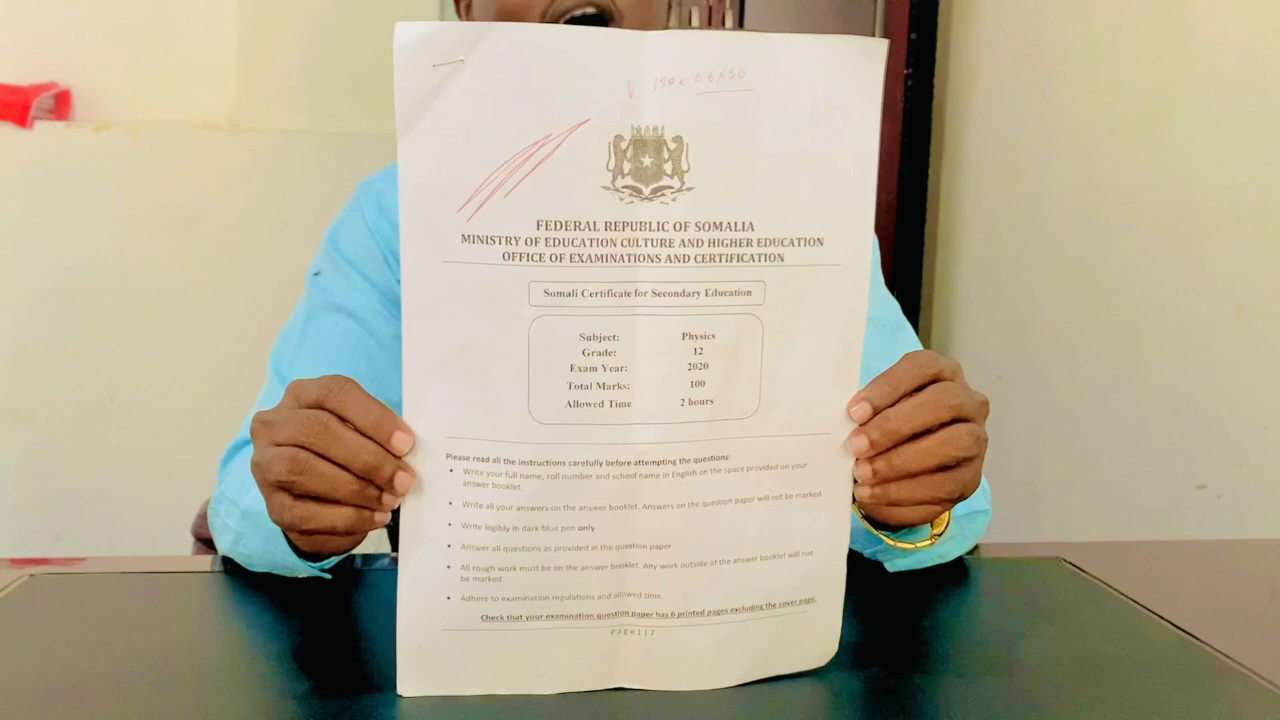 FEDERAL REPUBLIC OF SOMALIA
MINISTRY OF EDUCATION CULTURE AND HIGHER EDUCATION
OFFICE OF EXAMINATIONS AND CERTIFICATION
Somali Certificate for Secondary Education
Subject: Physics
Grade: 12
Exam Year: 2020
Total Marks: 100
Allowed Time 2 hours
Please read all the instructions carefully before attempting the questions:
• Write your full name, roll number and school name in English on the space provided on your
answer booklet.
• Write all your answers on the answer booklet. Answers on the question paper will not be marked.
• Write legibly in dark blue pen only
• Answer all questions as provided in the question paper.
• All rough work must be on the answer booklet. Any work outside of the answer booklet will not
be marked.
• Adhere to examination regulations and allowed time.
Check that your examination question paper has 6 printed pages excluding the cover page.
Page 1 | 7